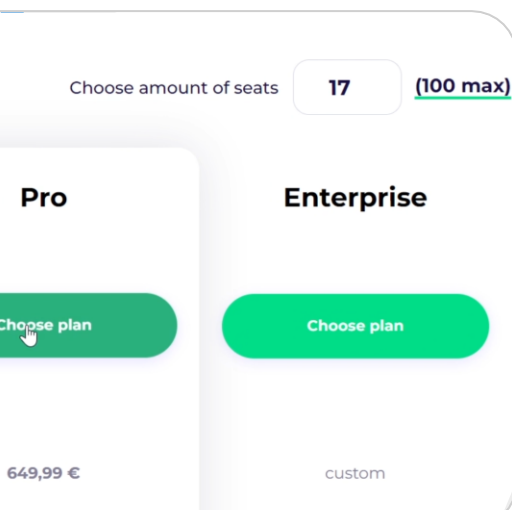 Choose amount of seats 17 (100 max)
Pro Enterprise
Choose plan Choose plan
649,99 € custom